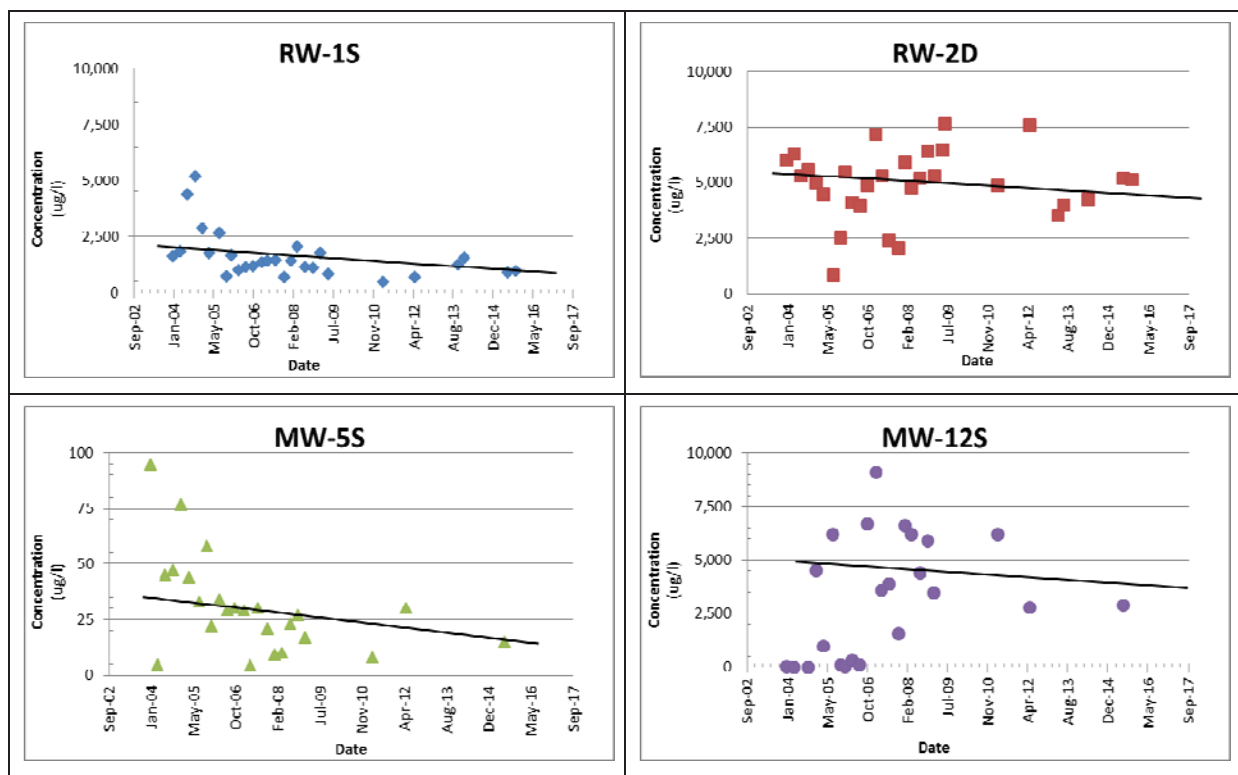 RW-1S
10,000
7,500
5,000
2,500
0
Concentration
(ug/l)
Sep-02
Jan-04
May-05
Oct-06
Feb-08
Jul-09
Nov-10
Apr-12
Aug-13
Dec-14
May-16
Sep-17
Date
RW-2D
10,000
7,500
5,000
2,500
0
Concentration
(ug/l)
Sep-02
Jan-04
May-05
Oct-06
Feb-08
Jul-09
Nov-10
Apr-12
Aug-13
Dec-14
May-16
Sep-17
Date
MW-5S
100
75
50
25
0
Concentration
(ug/l)
Sep-02
Jan-04
May-05
Oct-06
Feb-08
Jul-09
Nov-10
Apr-12
Aug-13
Dec-14
May-16
Sep-17
Date
MW-12S
10,000
7,500
5,000
2,500
0
Concentration
(ug/l)
Sep-02
Jan-04
May-05
Oct-06
Feb-08
Jul-09
Nov-10
Apr-12
Aug-13
Dec-14
May-16
Sep-17
Date